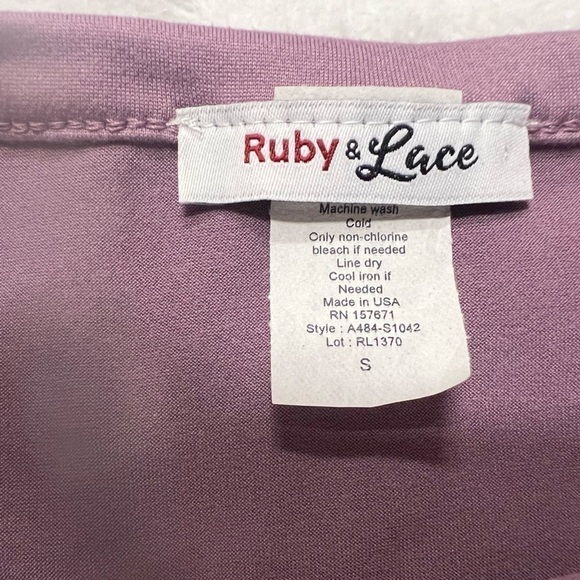 Ruby & Lace
Machine wash
Cold
Only non-chlorine
bleach if needed
Line dry
Cool iron if
Needed
Made in USA
RN 157671
Style : A484-S1042
Lot : RL1370
S